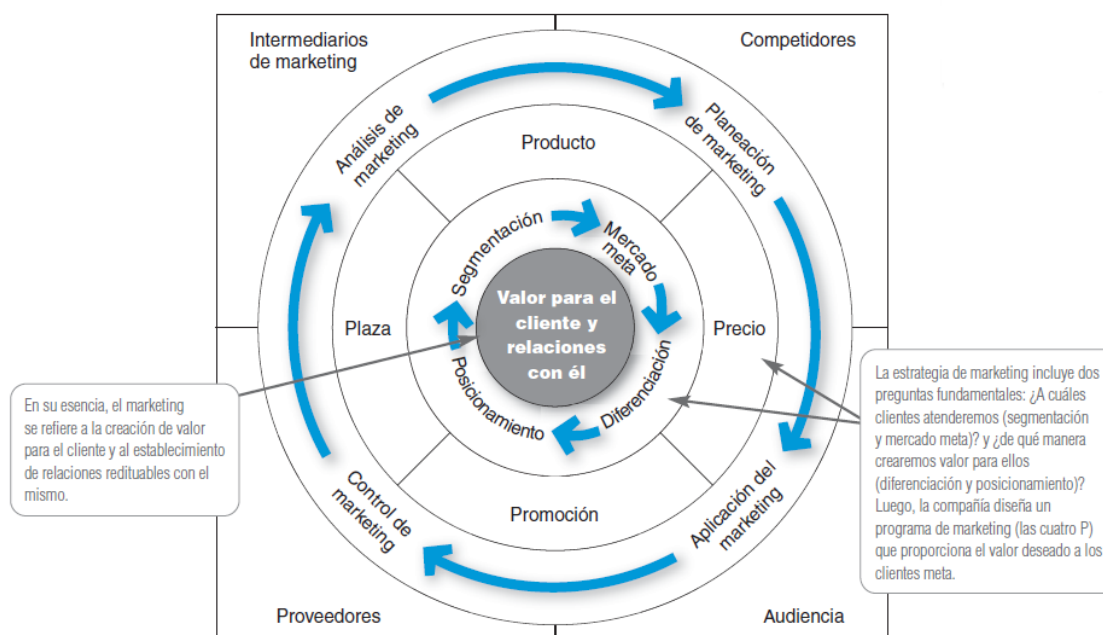 Intermediarios
de marketing
Competidores
Análisis de
marketing
Planeación
de marketing
Producto
Segmentación
Mercado
meta
Valor para el
cliente y
relaciones
con él
Plaza
Precio
Posicionamiento
Diferenciación
En su esencia, el marketing
se refiere a la creación de valor
para el cliente y al establecimiento
de relaciones redituables con el
mismo.
La estrategia de marketing incluye dos
preguntas fundamentales: ¿A cuáles
clientes atenderemos (segmentación
y mercado meta)? y ¿de qué manera
crearemos valor para ellos
(diferenciación y posicionamiento)?
Luego, la compañía diseña un
programa de marketing (las cuatro P)
que proporciona el valor deseado a los
clientes meta.
Control de
marketing
Promoción
Aplicación del
marketing
Proveedores
Audiencia